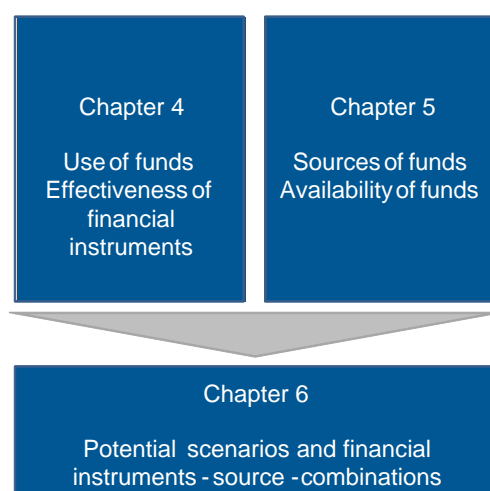 Chapter 4
Use of funds
Effectiveness of
financial
instruments
Chapter 5
Sources of funds
Availability of funds
Chapter 6
Potential scenarios and financial
instruments - source - combinations